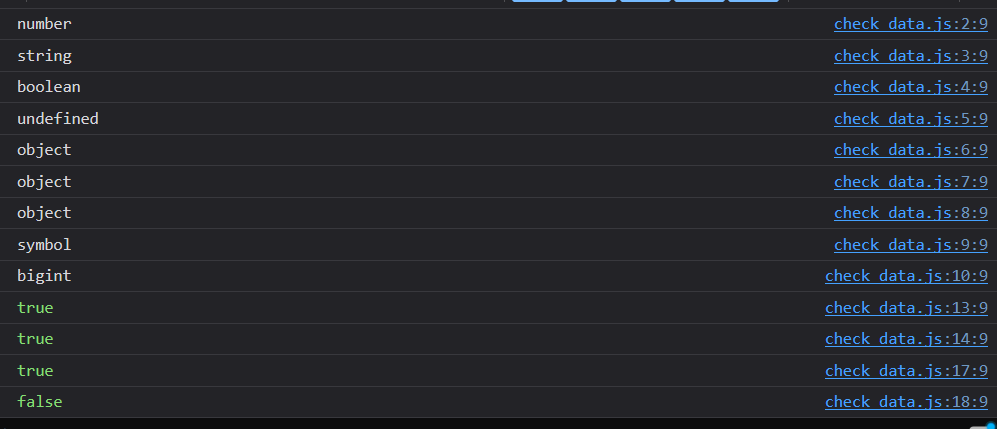 number check data.js:2:9
string check data.js:3:9
boolean check data.js:4:9
undefined check data.js:5:9
object check data.js:6:9
object check data.js:7:9
object check data.js:8:9
symbol check data.js:9:9
bigint check data.js:10:9
true check data.js:13:9
true check data.js:14:9
true check data.js:17:9
false check data.js:18:9